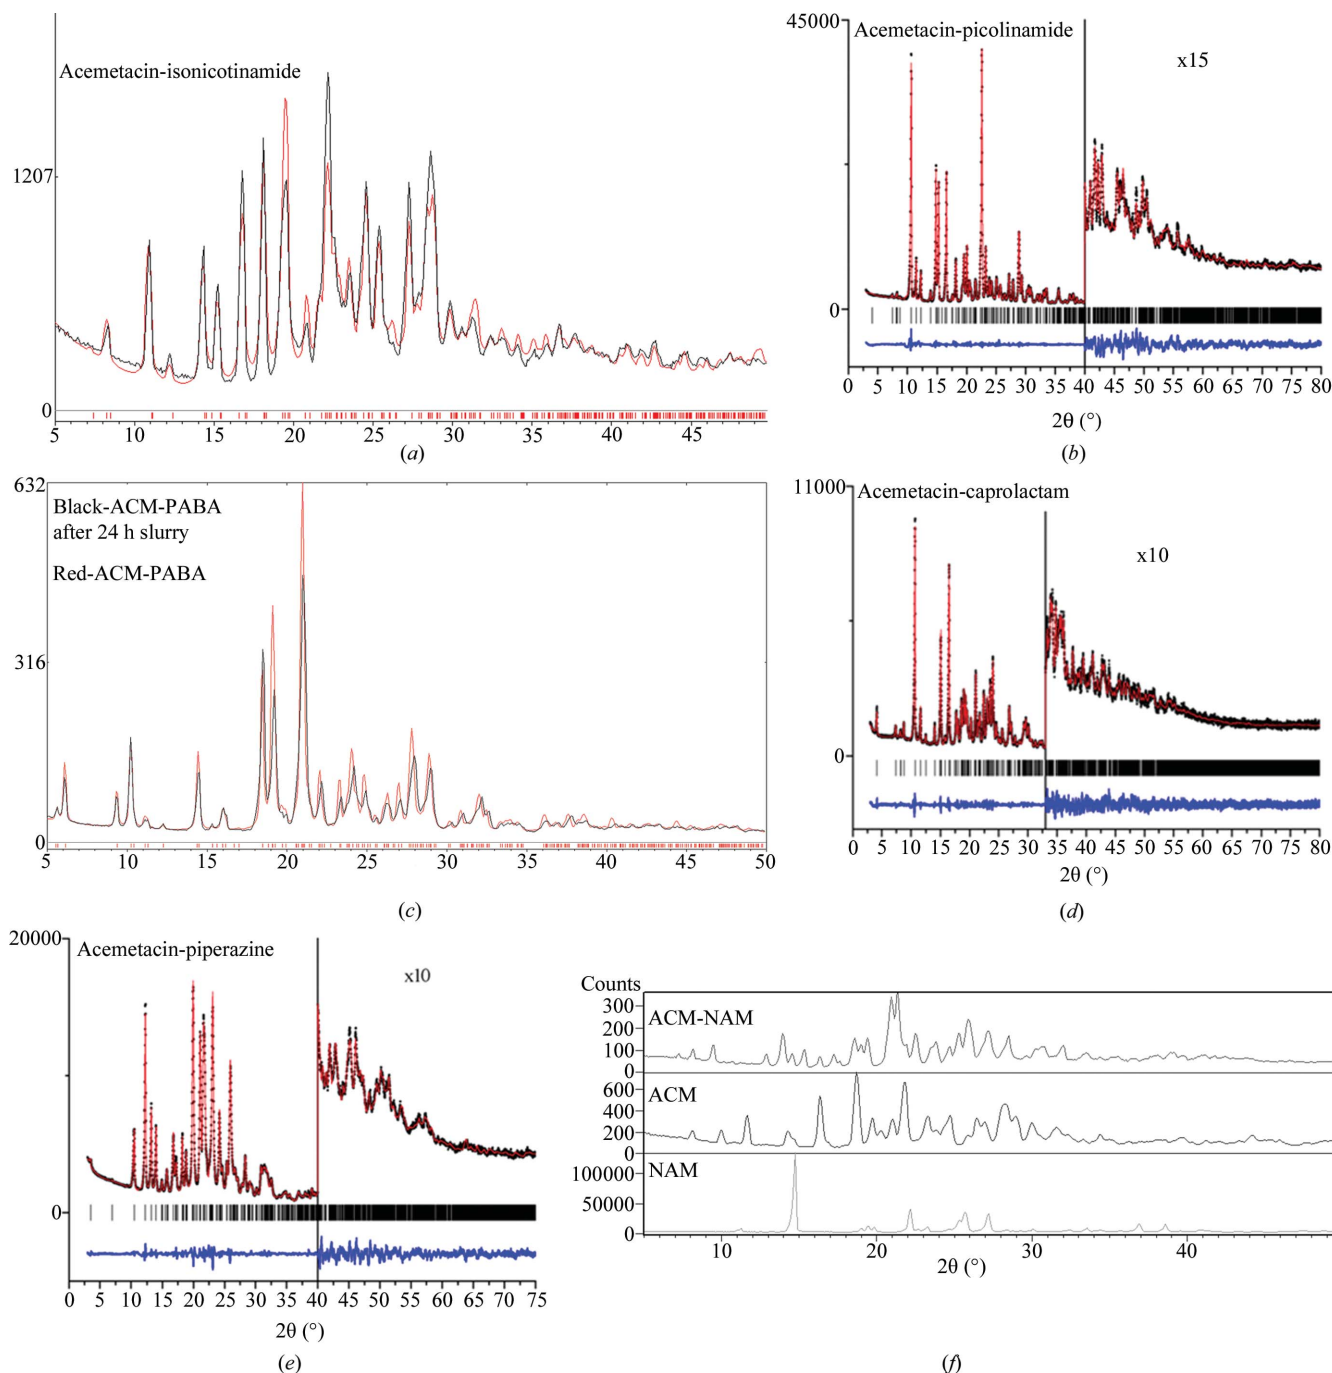 Acemetacin-isonicotinamide
1207
0
5 10 15 20 25 30 35 40 45
(a)
45000
Acemetacin-picolinamide
x15
0
0 5 10 15 20 25 30 35 40 45 50 55 60 65 70 75 80
2θ (°)
(b)
632
Black-ACM-PABA
after 24 h slurry
Red-ACM-PABA
316
0
5 10 15 20 25 30 35 40 45 50
(c)
11000
Acemetacin-caprolactam
x10
0
0 5 10 15 20 25 30 35 40 45 50 55 60 65 70 75 80
2θ (°)
(d)
20000
Acemetacin-piperazine
x10
0
0 5 10 15 20 25 30 35 40 45 50 55 60 65 70 75
2θ (°)
(e)
Counts
300
200
100
0
ACM-NAM
600
400
200
0
ACM
100000
50000
0
NAM
10 20 30 40
2θ (°)
(f)